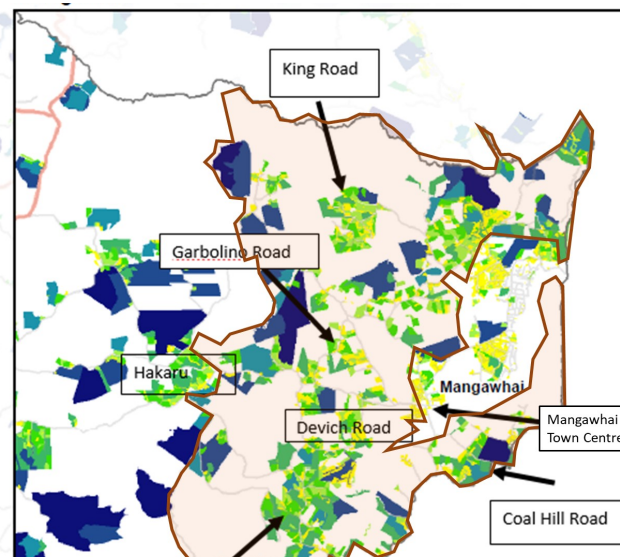 King Road
Garbolino Road
Hakaru
Mangawhai
Devich Road
Mangawhai
Town Centre
Coal Hill Road